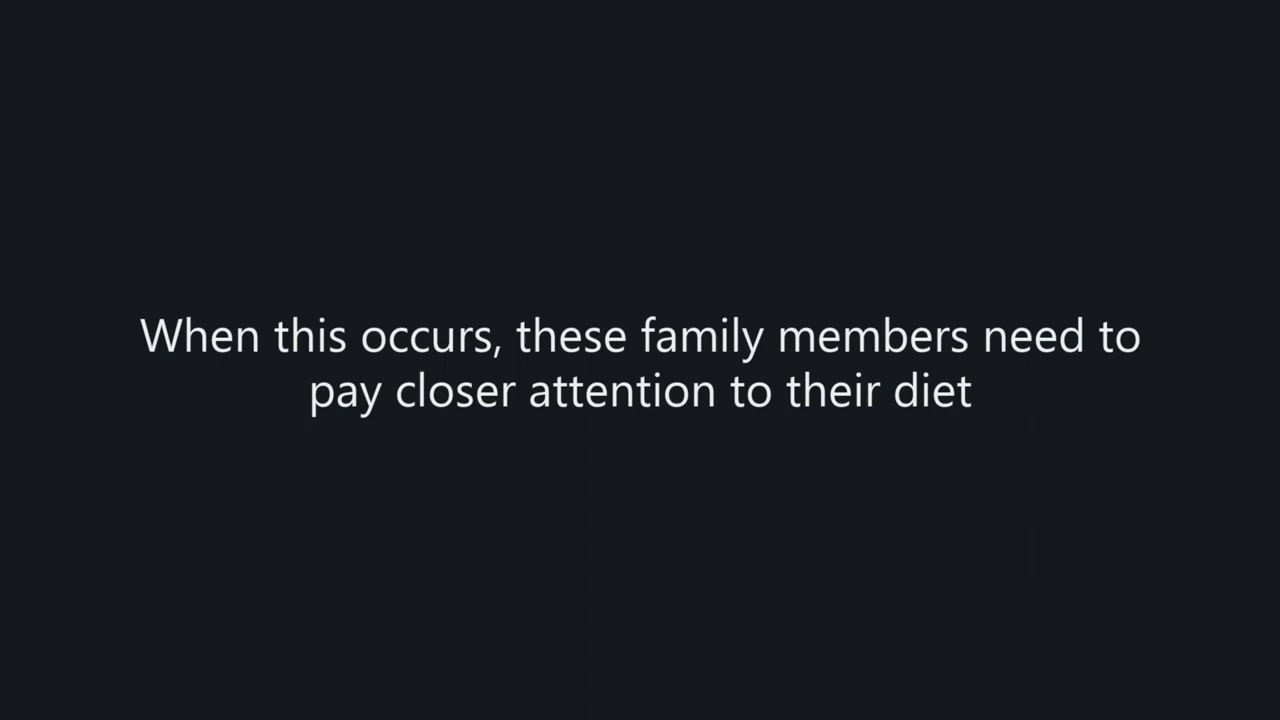 When this occurs, these family members need to
pay closer attention to their diet